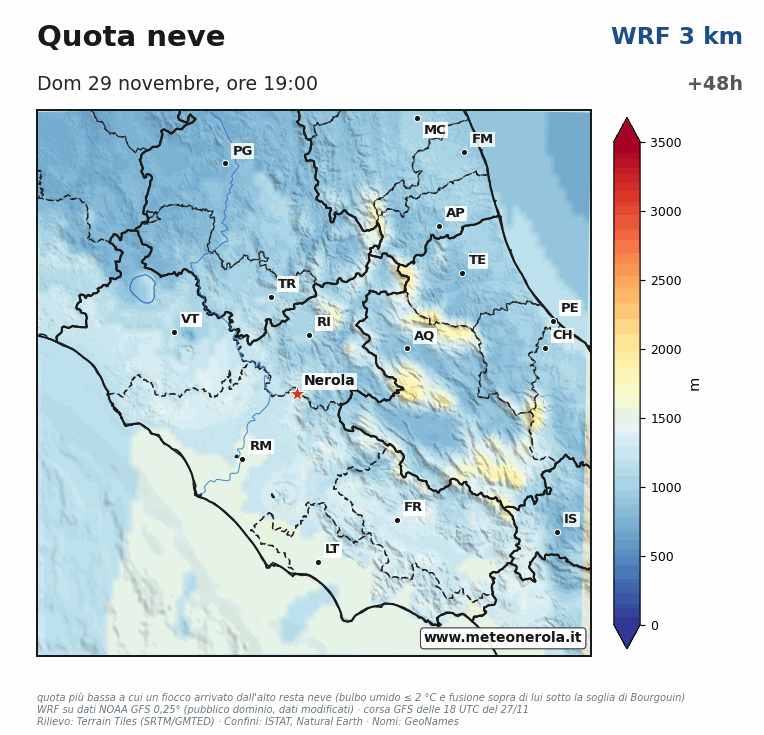 Quota neve
WRF 3 km
Dom 29 novembre, ore 19:00
+48h
MC
FM
PG
AP
TE
TR
PE
VT
RI
AQ
CH
Nerola
RM
FR
IS
LT
www.meteonerola.it
3500
3000
2500
2000
1500
1000
500
0
m
quota più bassa a cui un fiocco arrivato dall'alto resta neve (bulbo umido ≤ 2 °C e fusione sopra di lui sotto la soglia di Bourgouin)
WRF su dati NOAA GFS 0,25° (pubblico dominio, dati modificati) · corsa GFS delle 18 UTC del 27/11
Rilievo: Terrain Tiles (SRTM/GMTED) · Confini: ISTAT, Natural Earth · Nomi: GeoNames